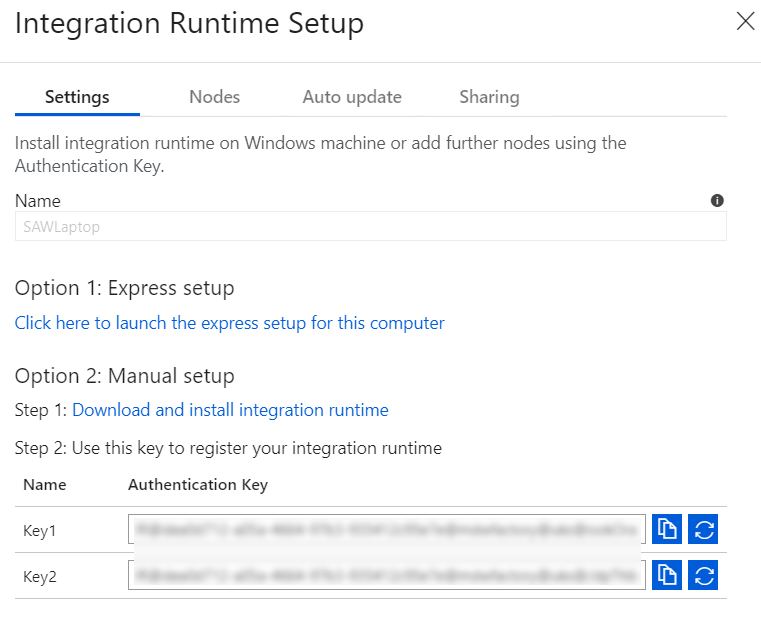 Integration Runtime Setup
Settings Nodes Auto update Sharing
Install integration runtime on Windows machine or add further nodes using the
Authentication Key.
Name
SAWLaptop
Option 1: Express setup
Click here to launch the express setup for this computer
Option 2: Manual setup
Step 1: Download and install integration runtime
Step 2: Use this key to register your integration runtime
Name Authentication Key
Key1
Key2